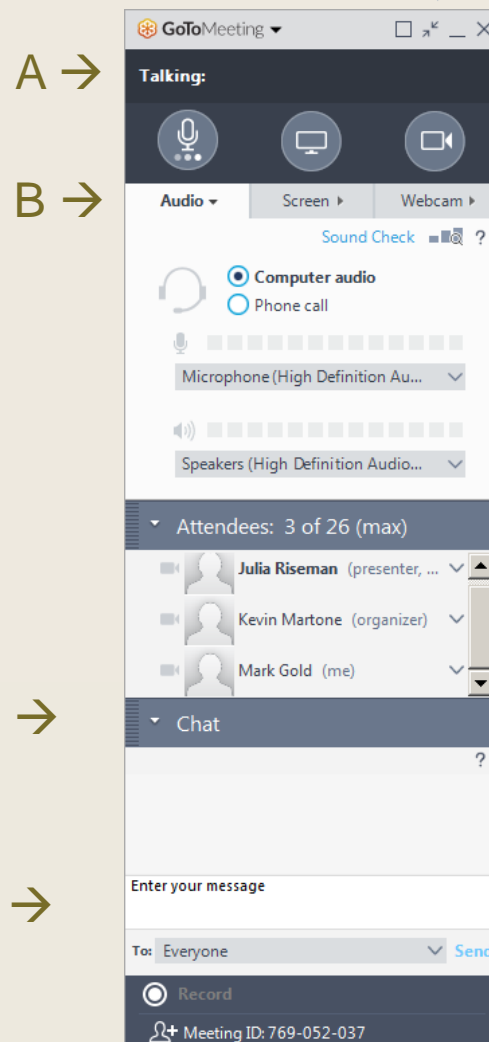 GoToMeeting
A → Talking:
B → Audio Screen Webcam
Sound Check ?
Computer audio
Phone call
Microphone (High Definition Au...
Speakers (High Definition Audio...
Attendees: 3 of 26 (max)
Julia Riseman (presenter, ...
Kevin Martone (organizer)
Mark Gold (me)
→ Chat
?
→ Enter your message
To: Everyone Send
Record
Meeting ID: 769-052-037